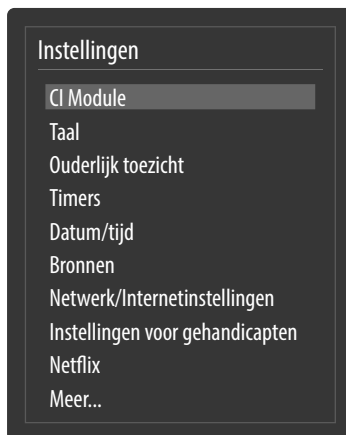 Instellingen
CI Module
Taal
Ouderlijk toezicht
Timers
Datum/tijd
Bronnen
Netwerk/Internetinstellingen
Instellingen voor gehandicapten
Netflix
Meer...